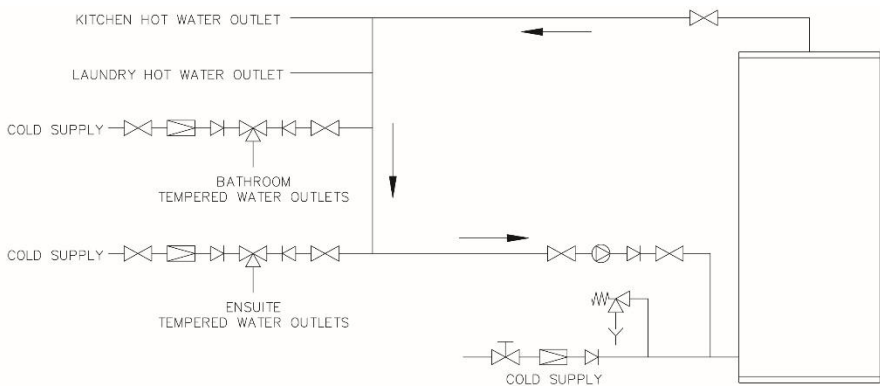 KITCHEN HOT WATER OUTLET
LAUNDRY HOT WATER OUTLET
COLD SUPPLY
BATHROOM
TEMPERED WATER OUTLETS
COLD SUPPLY
ENSUITE
TEMPERED WATER OUTLETS
COLD SUPPLY